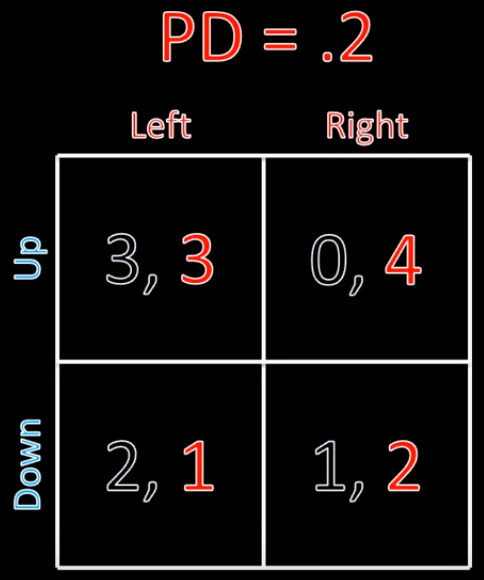 PD = .2
Left Right
Up
3, 3 0, 4
Down
2, 1 1, 2